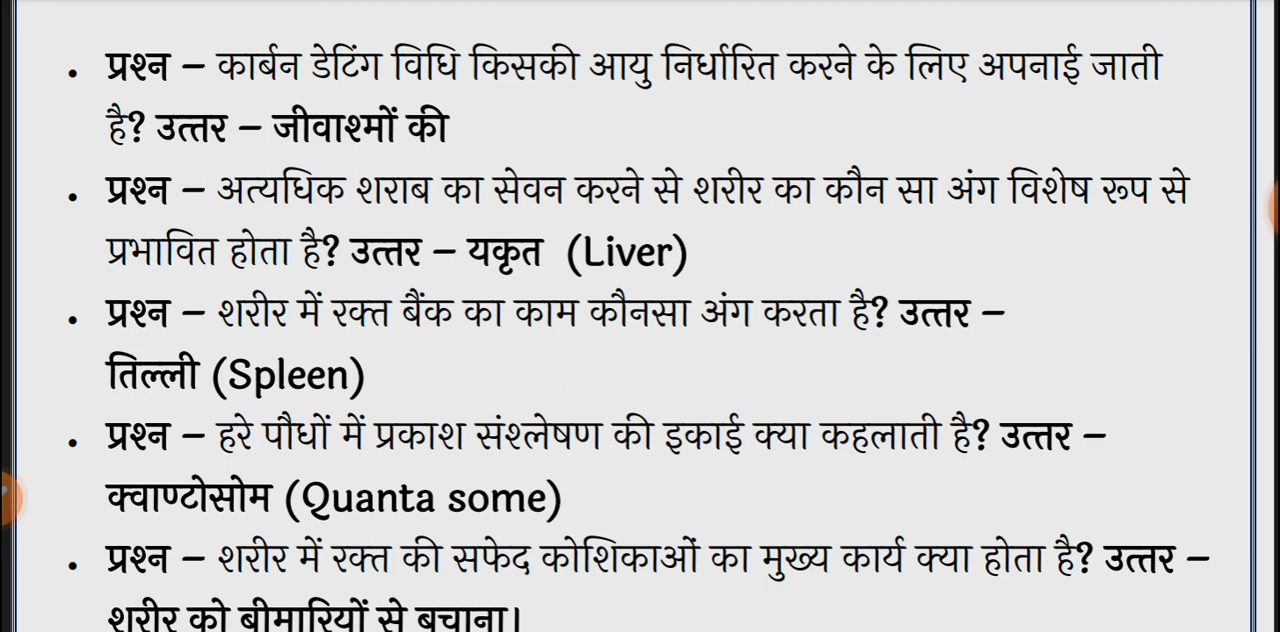 • प्रश्न – कार्बन डेटिंग विधि किसकी आयु निर्धारित करने के लिए अपनाई जाती
है? उत्तर – जीवाश्मों की
• प्रश्न – अत्यधिक शराब का सेवन करने से शरीर का कौन सा अंग विशेष रूप से
प्रभावित होता है? उत्तर – यकृत (Liver)
• प्रश्न – शरीर में रक्त बैंक का काम कौनसा अंग करता है? उत्तर –
तिल्ली (Spleen)
• प्रश्न – हरे पौधों में प्रकाश संश्लेषण की इकाई क्या कहलाती है? उत्तर –
क्वाण्टोसोम (Quanta some)
• प्रश्न – शरीर में रक्त की सफेद कोशिकाओं का मुख्य कार्य क्या होता है? उत्तर –
शरीर को बीमारियों से बचाना।